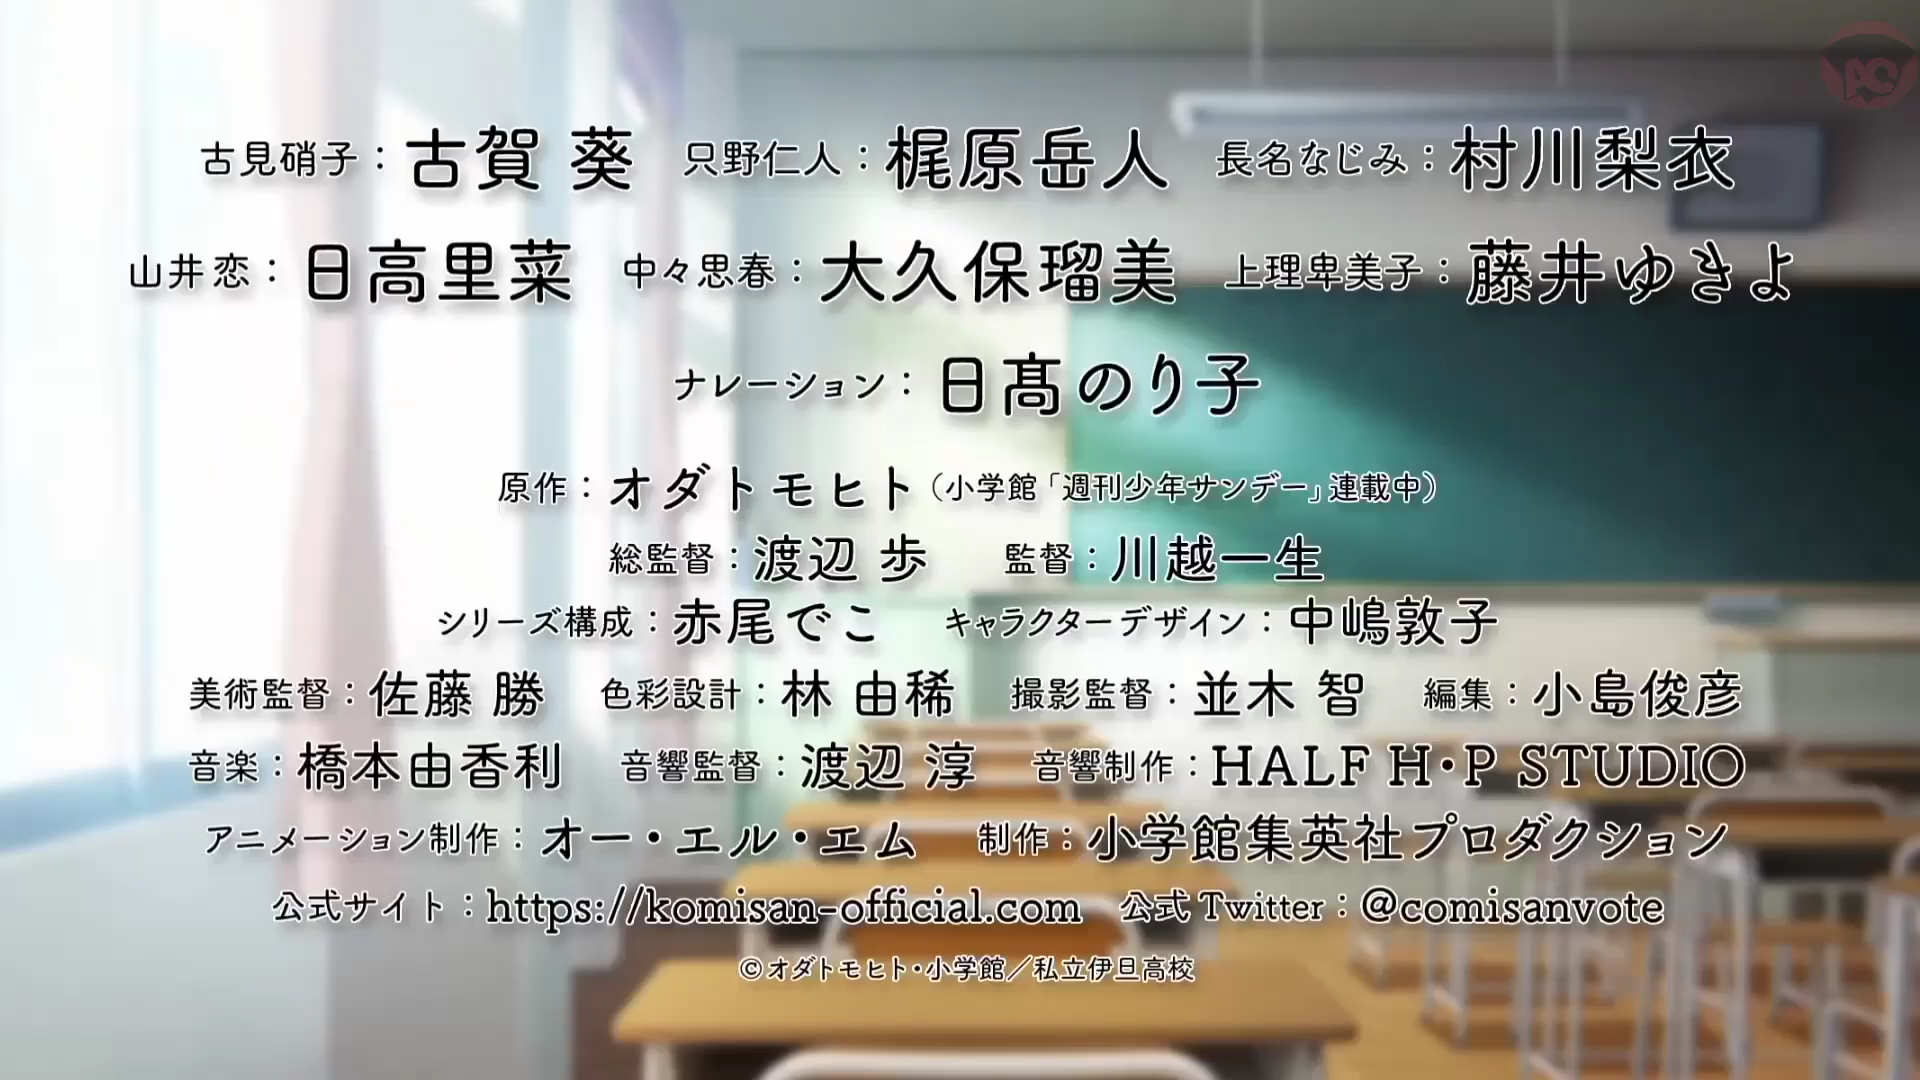 古見硝子：古賀 葵 只野仁人：梶原岳人 長名なじみ：村川梨衣
山井恋：日高里菜 中々思春：大久保瑠美 上理卑美子：藤井ゆきよ
ナレーション：日髙のり子
原作：オダトモヒト（小学館「週刊少年サンデー」連載中）
総監督：渡辺 歩 監督：川越一生
シリーズ構成：赤尾でこ キャラクターデザイン：中嶋敦子
美術監督：佐藤 勝 色彩設計：林 由稀 撮影監督：並木 智 編集：小島俊彦
音楽：橋本由香利 音響監督：渡辺 淳 音響制作：HALF H・P STUDIO
アニメーション制作：オー・エル・エム 制作：小学館集英社プロダクション
公式サイト：https://komisan-official.com 公式Twitter：@comisanvote
©オダトモヒト・小学館／私立伊旦高校
AC